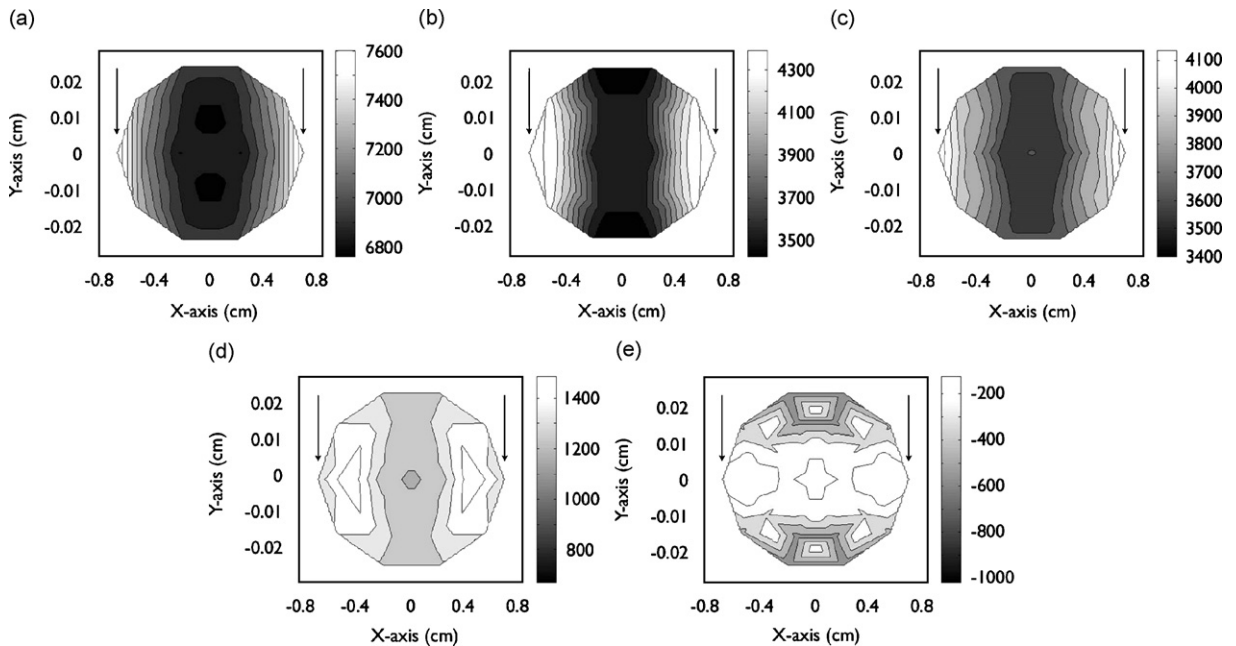 (a)
(b)
(c)
7600
7400
7200
7000
6800
4300
4100
3900
3700
3500
4100
4000
3900
3800
3700
3600
3500
3400
Y-axis (cm)
0.02
0.01
0
-0.01
-0.02
Y-axis (cm)
0.02
0.01
0
-0.01
-0.02
Y-axis (cm)
0.02
0.01
0
-0.01
-0.02
-0.8 -0.4 0 0.4 0.8
-0.8 -0.4 0 0.4 0.8
-0.8 -0.4 0 0.4 0.8
X-axis (cm)
X-axis (cm)
X-axis (cm)
(d)
(e)
1400
1200
1000
800
-200
-400
-600
-800
-1000
Y-axis (cm)
0.02
0.01
0
-0.01
-0.02
Y-axis (cm)
0.02
0.01
0
-0.01
-0.02
-0.8 -0.4 0 0.4 0.8
-0.8 -0.4 0 0.4 0.8
X-axis (cm)
X-axis (cm)